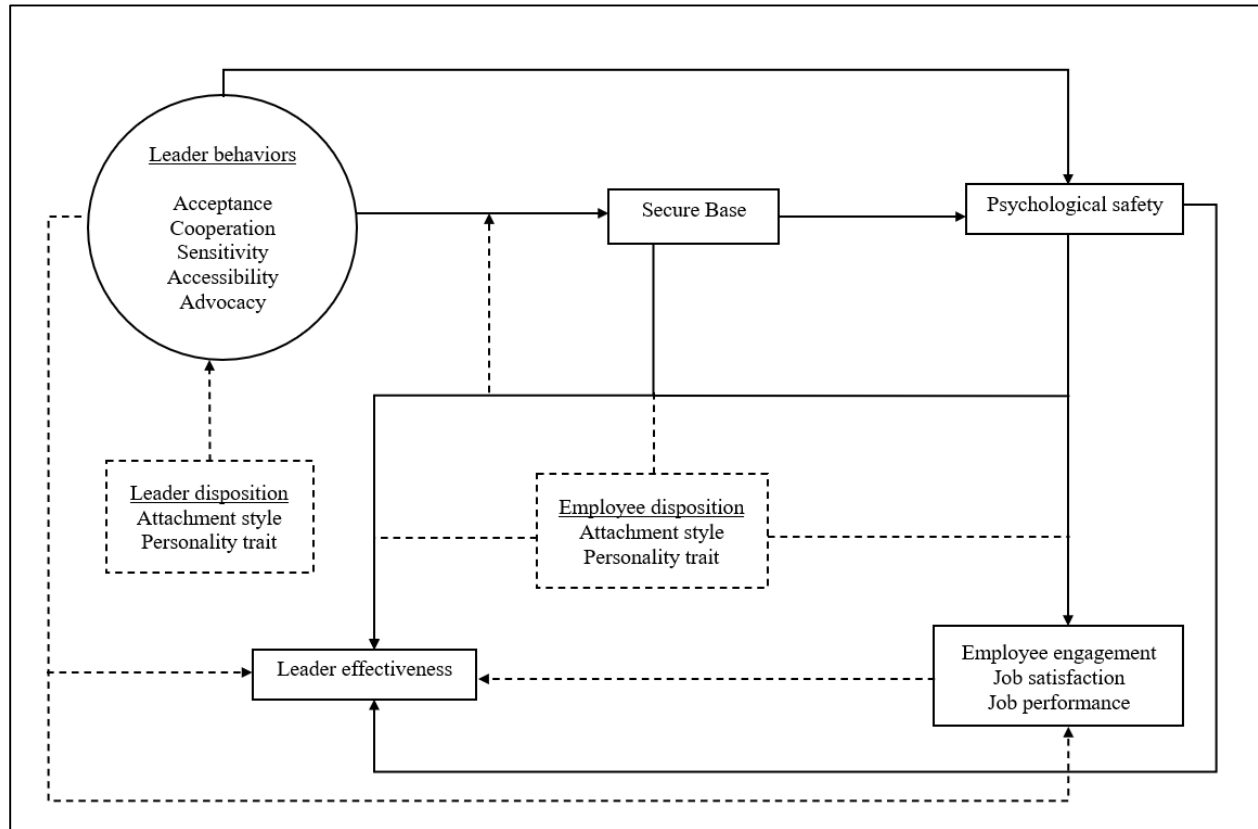 Leader behaviors
Acceptance
Cooperation
Sensitivity
Accessibility
Advocacy
Secure Base
Psychological safety
Leader disposition
Attachment style
Personality trait
Employee disposition
Attachment style
Personality trait
Leader effectiveness
Employee engagement
Job satisfaction
Job performance